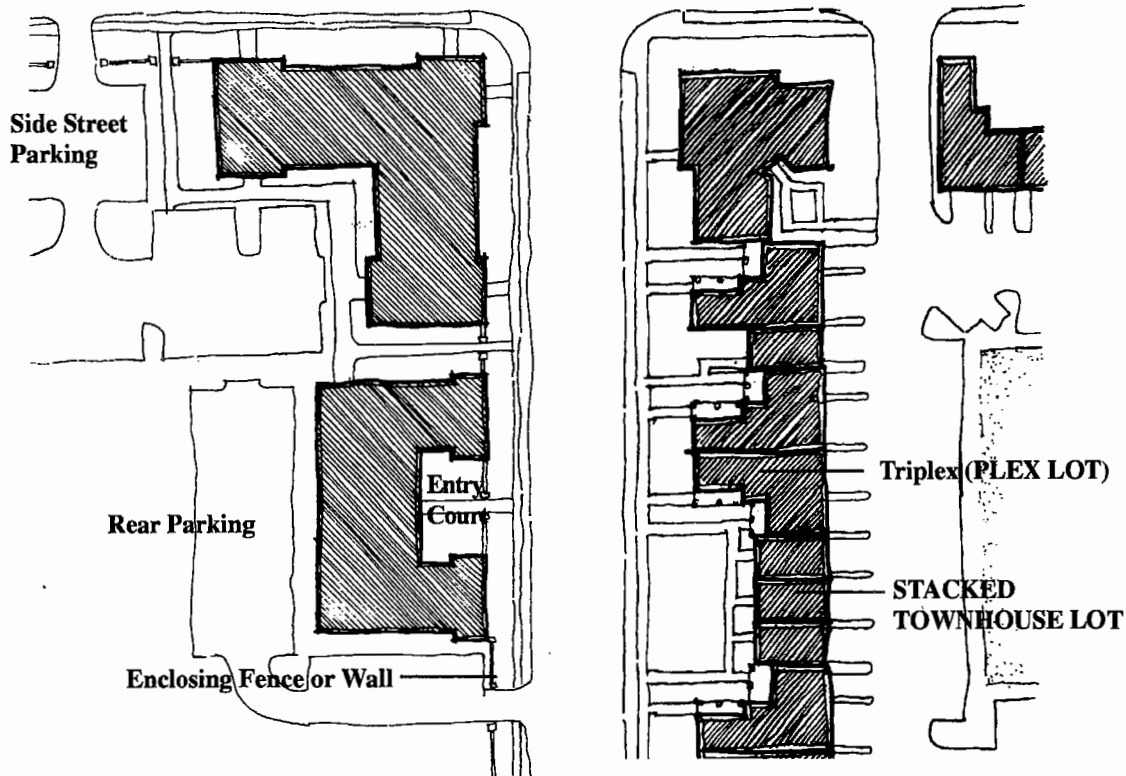 Side Street
Parking
Entry
Court
Rear Parking
Triplex (PLEX LOT)
STACKED
TOWNHOUSE LOT
Enclosing Fence or Wall